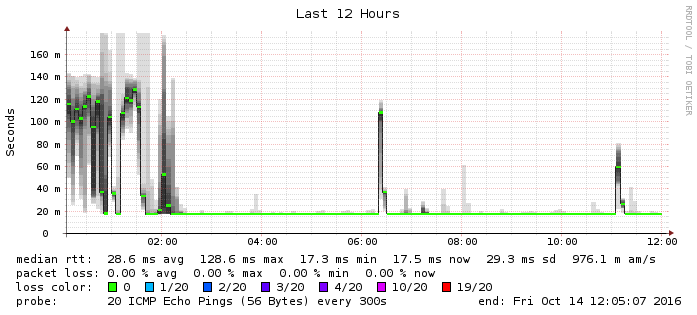 Last 12 Hours
RRDTOOL / TOBI OETIKER
Seconds
160 m
140 m
120 m
100 m
80 m
60 m
40 m
20 m
0
02:00 04:00 06:00 08:00 10:00 12:00
median rtt: 28.6 ms avg 128.6 ms max 17.3 ms min 17.5 ms now 29.3 ms sd 976.1 m am/s
packet loss: 0.00 % avg 0.00 % max 0.00 % min 0.00 % now
loss color: 0 1/20 2/20 3/20 4/20 10/20 19/20
probe: 20 ICMP Echo Pings (56 Bytes) every 300s end: Fri Oct 14 12:05:07 2016